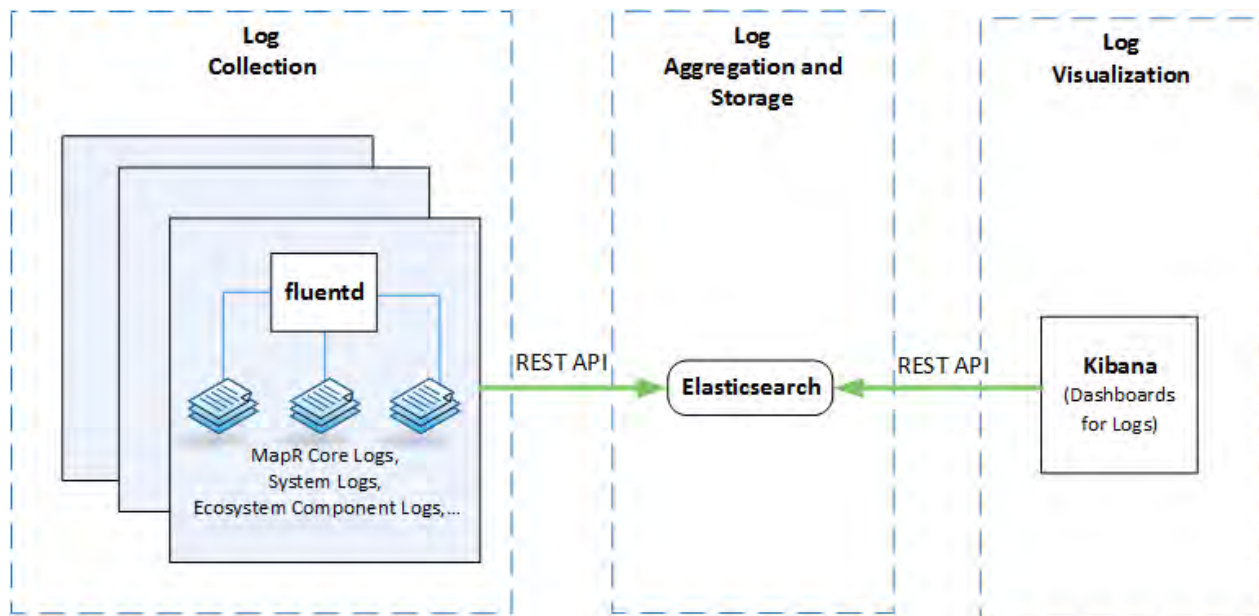 Log
Collection
Log
Aggregation and
Storage
Log
Visualization
fluentd
MapR Core Logs,
System Logs,
Ecosystem Component Logs,...
REST API
Elasticsearch
REST API
Kibana
(Dashboards
for Logs)